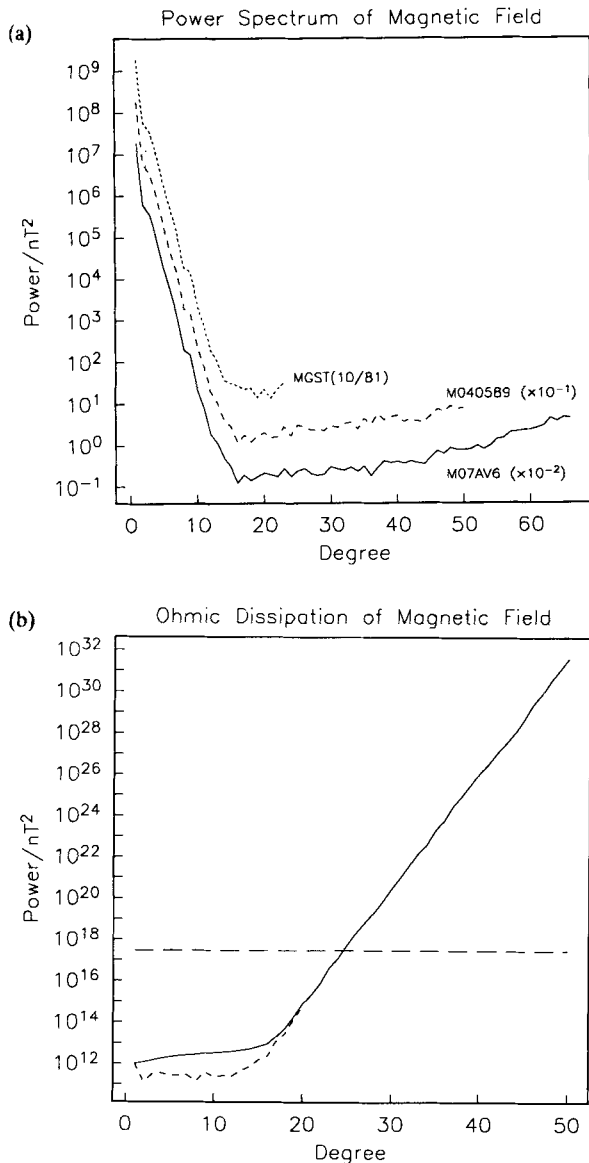 (a)
Power Spectrum of Magnetic Field
Power/nT²
10⁹
10⁸
10⁷
10⁶
10⁵
10⁴
10³
10²
10¹
10⁰
10⁻¹
MGST(10/81)
M040589 (×10⁻¹)
M07AV6 (×10⁻²)
0 10 20 30 40 50 60
Degree
(b)
Ohmic Dissipation of Magnetic Field
Power/nT²
10³²
10³⁰
10²⁸
10²⁶
10²⁴
10²²
10²⁰
10¹⁸
10¹⁶
10¹⁴
10¹²
0 10 20 30 40 50
Degree